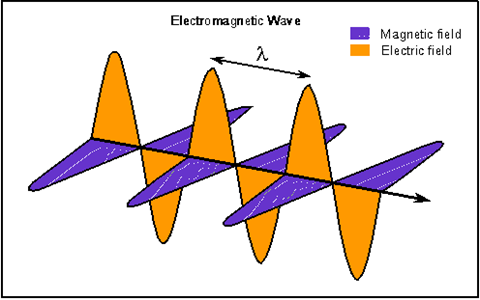 Electromagnetic Wave
Magnetic field
Electric field
λ